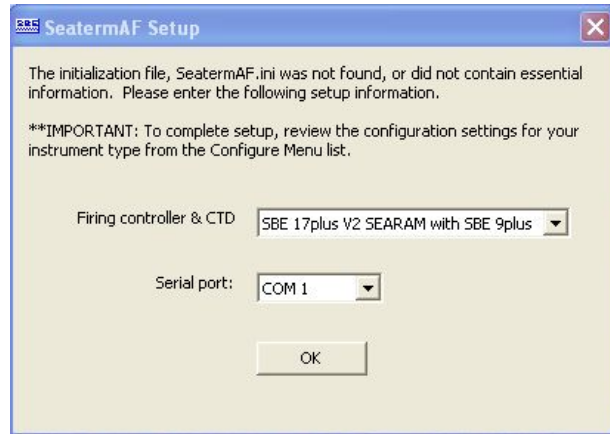 SBE SeatermAF Setup
The initialization file, SeatermAF.ini was not found, or did not contain essential
information. Please enter the following setup information.
**IMPORTANT: To complete setup, review the configuration settings for your
instrument type from the Configure Menu list.
Firing controller & CTD SBE 17plus V2 SEARAM with SBE 9plus
Serial port: COM 1
OK